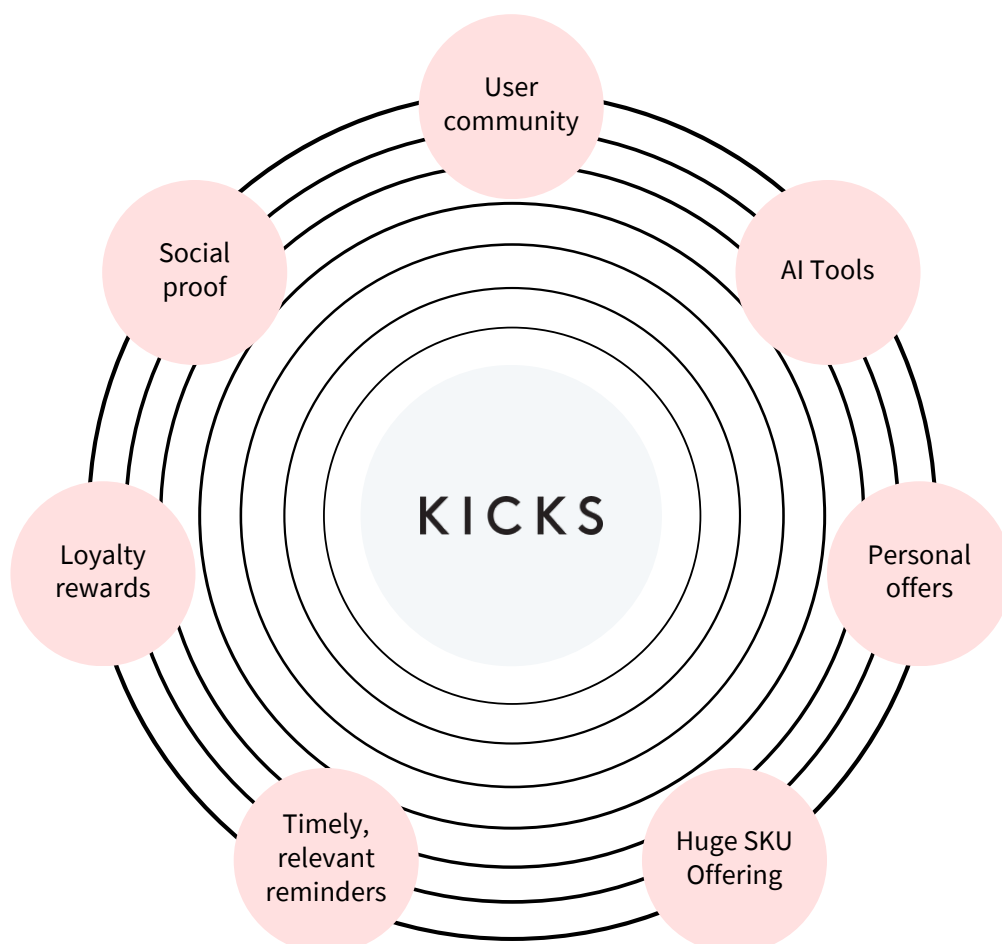 User
community
Social
proof
AI Tools
KICKS
Loyalty
rewards
Personal
offers
Timely,
relevant
reminders
Huge SKU
Offering